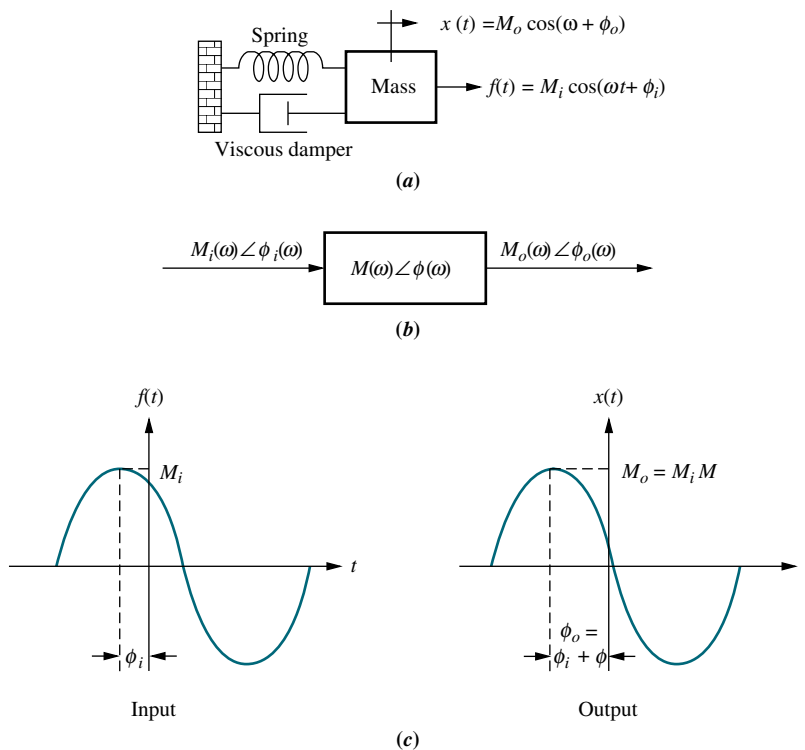 x (t) =M_o cos(ω + ϕ_o)
Spring
Mass
f(t) = M_i cos(ωt+ ϕ_i)
Viscous damper
(a)
M_i(ω)∠ϕ_i(ω)
M(ω)∠ϕ(ω)
M_o(ω)∠ϕ_o(ω)
(b)
f(t)
M_i
t
ϕ_i
Input
x(t)
M_o = M_i M
ϕ_o =
ϕ_i + ϕ
Output
(c)